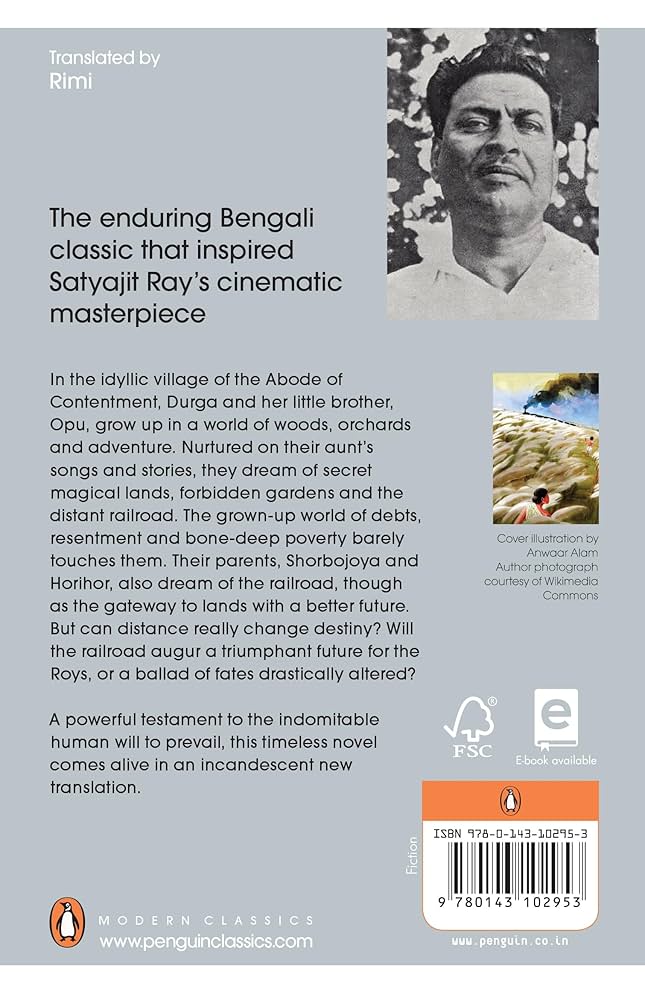 Translated by
Rimi
The enduring Bengali
classic that inspired
Satyajit Ray's cinematic
masterpiece
In the idyllic village of the Abode of
Contentment, Durga and her little brother,
Opu, grow up in a world of woods, orchards
and adventure. Nurtured on their aunt's
songs and stories, they dream of secret
magical lands, forbidden gardens and the
distant railroad. The grown-up world of debts,
resentment and bone-deep poverty barely
touches them. Their parents, Shorbojoya and
Horihor, also dream of the railroad, though
as the gateway to lands with a better future.
But can distance really change destiny? Will
the railroad augur a triumphant future for the
Roys, or a ballad of fates drastically altered?
A powerful testament to the indomitable
human will to prevail, this timeless novel
comes alive in an incandescent new
translation.
Cover illustration by
Anwaar Alam
Author photograph
courtesy of Wikimedia
Commons
®
FSC
e
E-book available
Fiction
ISBN 978-0-143-10295-3
9 780143 102953
www.penguin.co.in
MODERN CLASSICS
www.penguinclassics.com